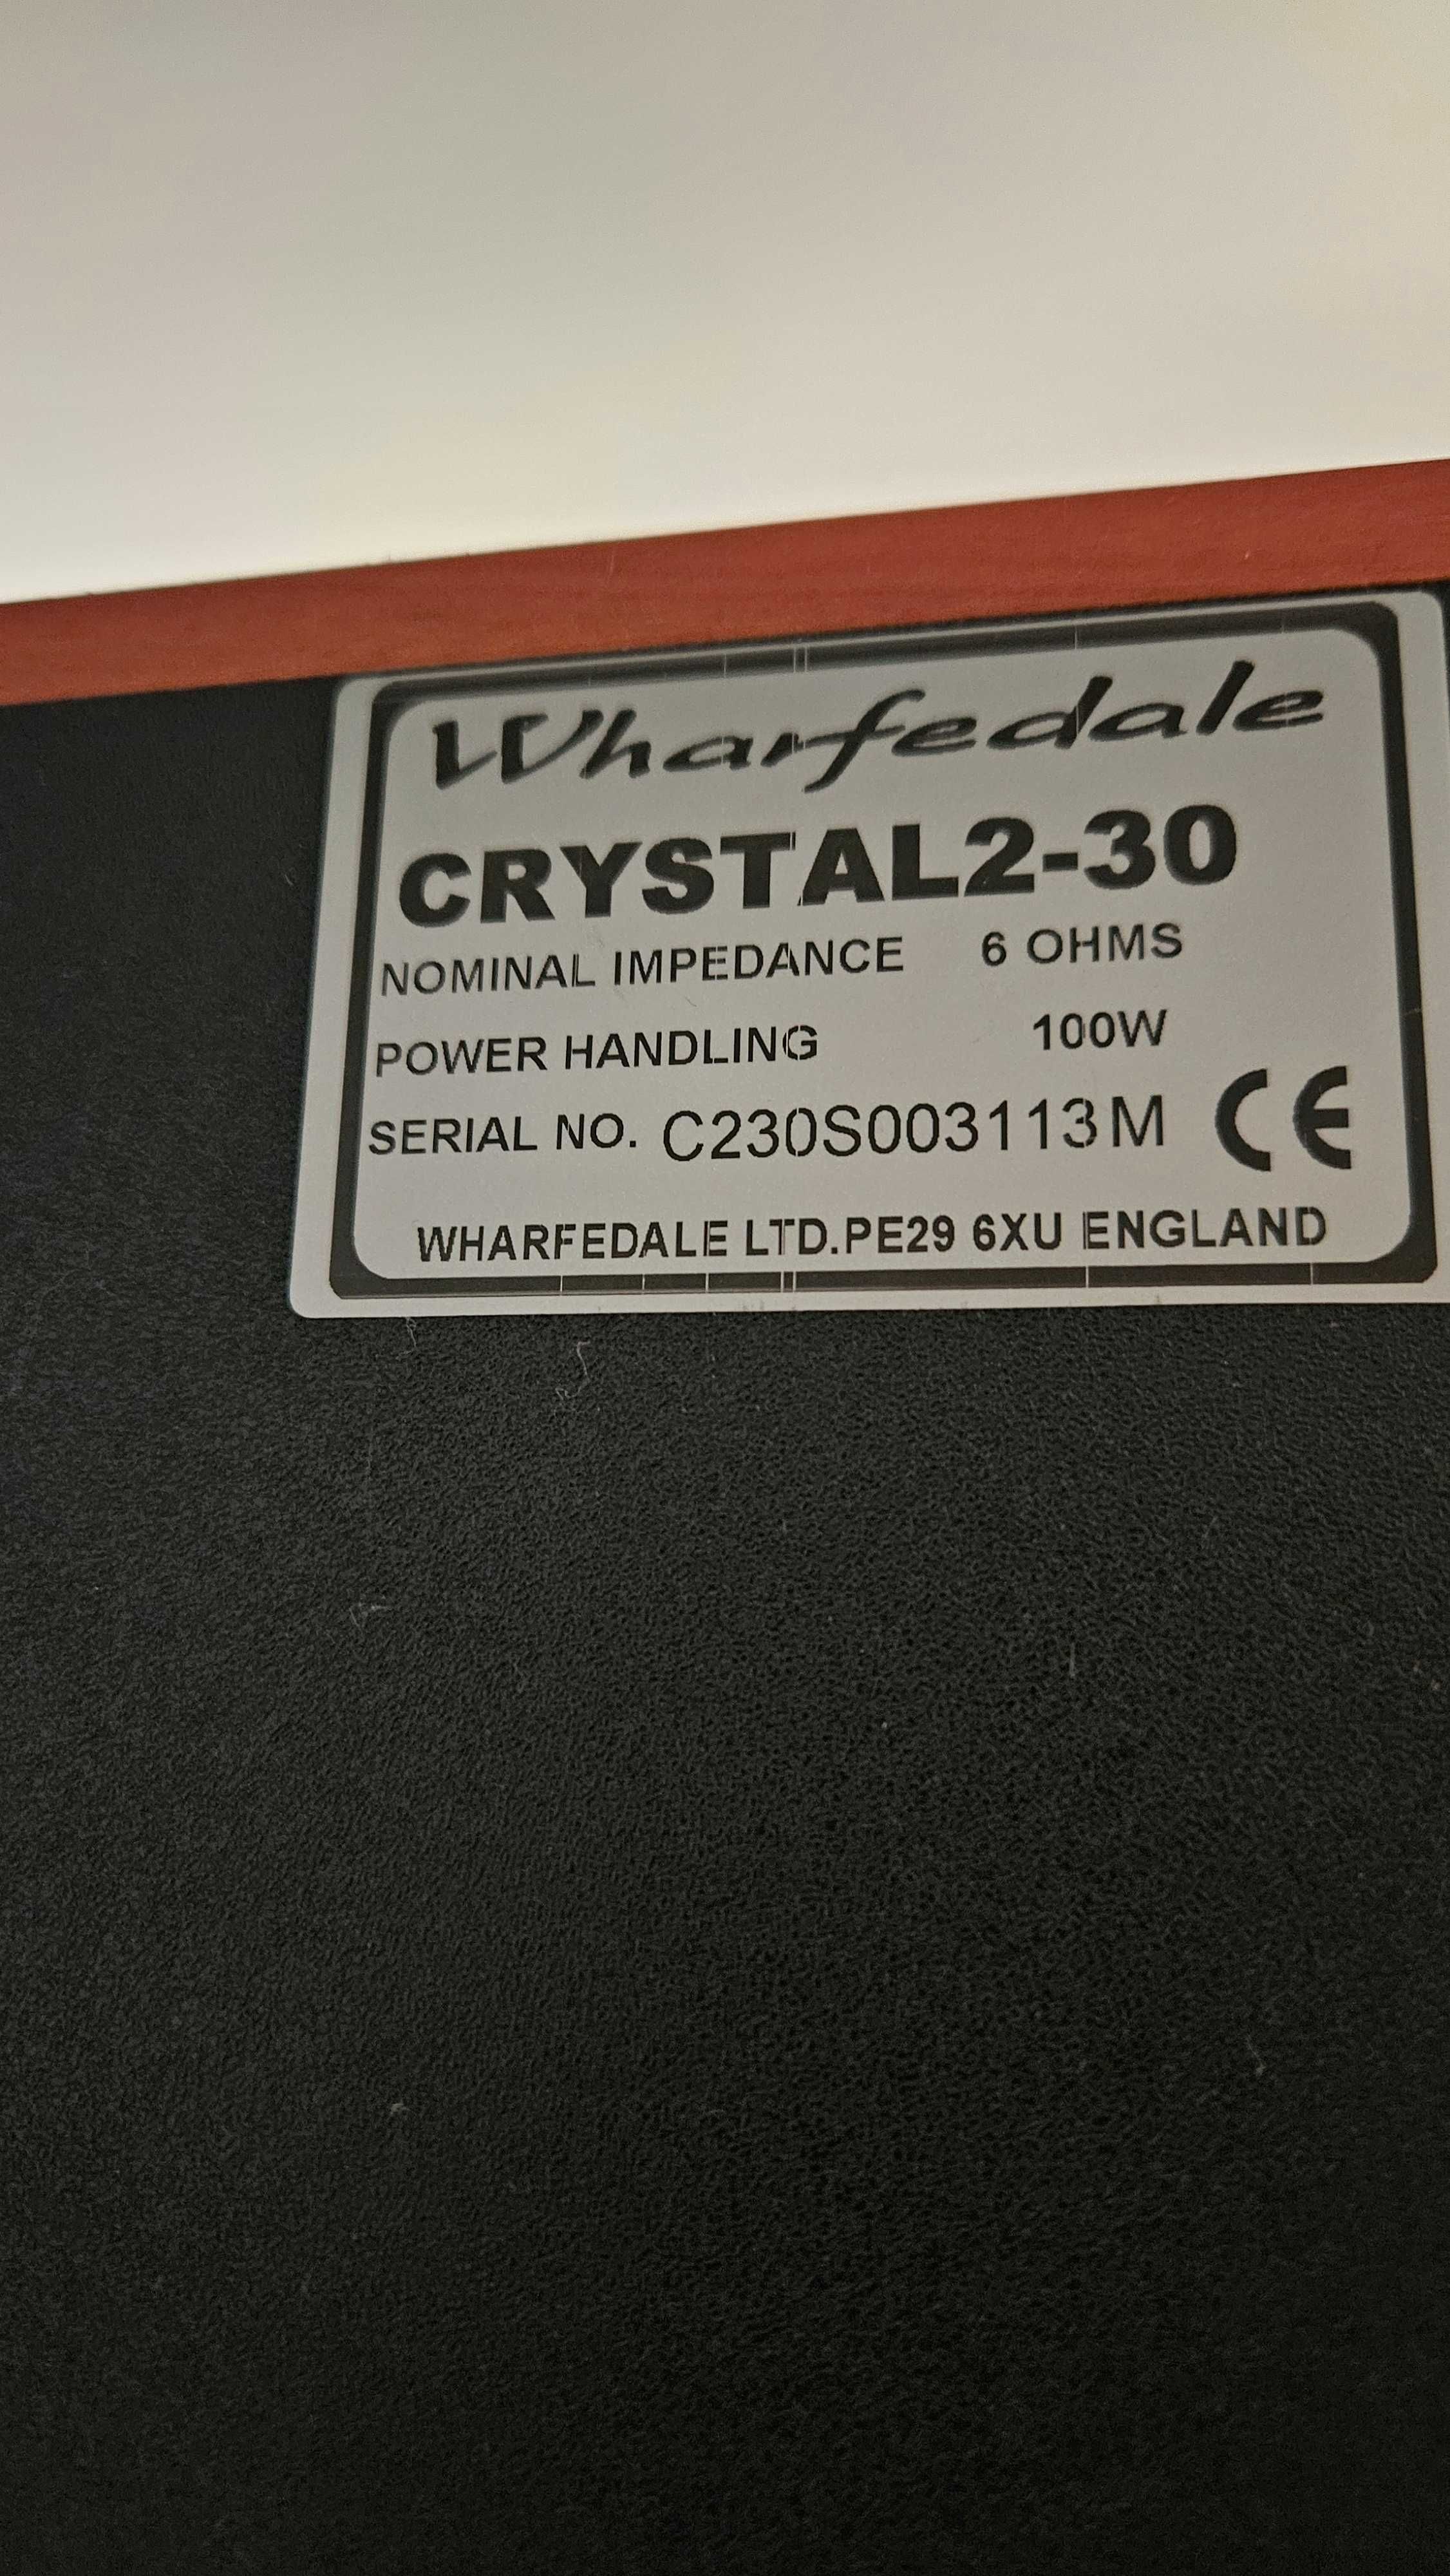 Wharfedale
CRYSTAL2-30
NOMINAL IMPEDANCE 6 OHMS
POWER HANDLING 100W
SERIAL NO. C230S003113M CE
WHARFEDALE LTD.PE29 6XU ENGLAND